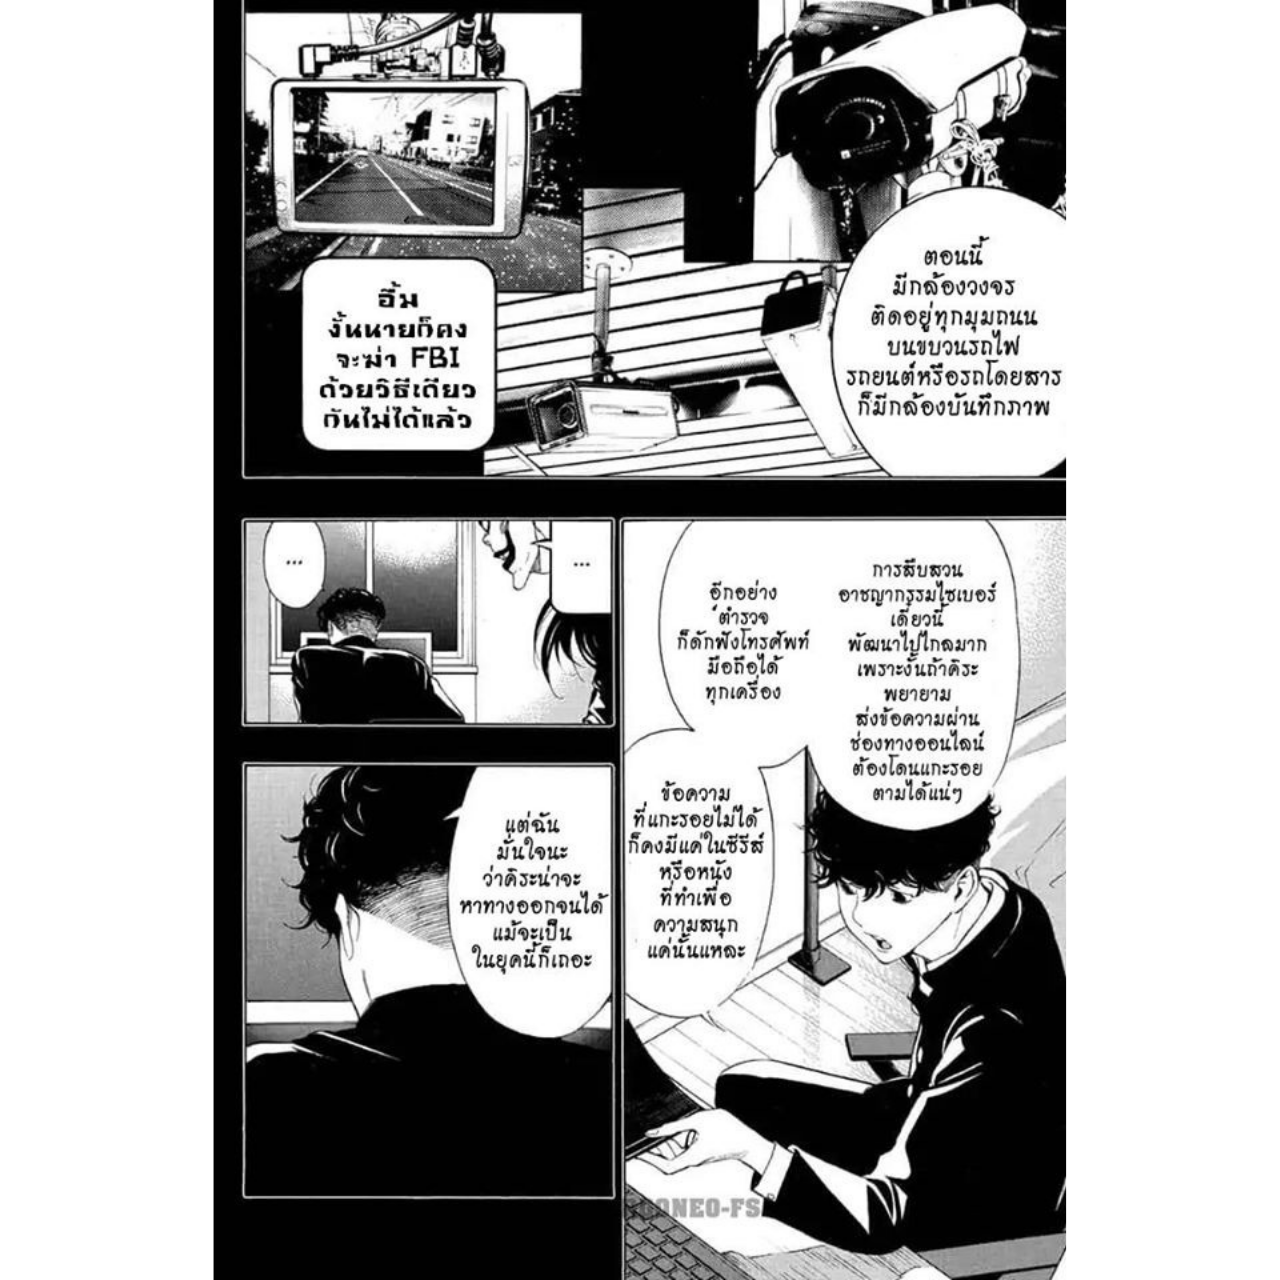 ตอนนี้
มีกล้องวงจร
ติดอยู่ทุกมุมถนน
บนขบวนรถไฟ
รถยนต์หรือรถโดยสาร
ก็มีกล้องบันทึกภาพ
อื้ม
งั้นนายก็คง
จะฆ่า FBI
ด้วยวิธีเดียว
กันไม่ได้แล้ว
การสืบสวน
อาชญากรรมไซเบอร์
เดี๋ยวนี้
พัฒนาไปไกลมาก
เพราะงั้นถ้าคิระ
พยายาม
ส่งข้อความผ่าน
ช่องทางออนไลน์
ต้องโดนแกะรอย
ตามได้แน่ๆ
อีกอย่าง
ตำรวจ
ก็ดักฟังโทรศัพท์
มือถือได้
ทุกเครื่อง
ข้อความ
ที่แกะรอยไม่ได้
ก็คงมีแค่ในซีรีส์
หรือหนัง
ที่ทำเพื่อ
ความสนุก
แค่นั้นแหละ
...
...
แต่ฉัน
มั่นใจนะ
ว่าคิระน่าจะ
หาทางออกจนได้
แม้จะเป็น
ในยุคนี้ก็เถอะ